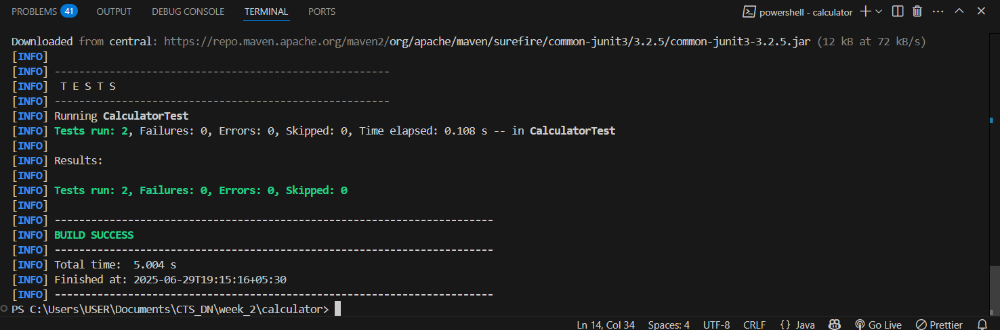 PROBLEMS 41 OUTPUT DEBUG CONSOLE TERMINAL PORTS powershell - calculator
Downloaded from central: https://repo.maven.apache.org/maven2/org/apache/maven/surefire/common-junit3/3.2.5/common-junit3-3.2.5.jar (12 kB at 72 kB/s)
[INFO]
[INFO] -------------------------------------------------------
[INFO]  T E S T S
[INFO] -------------------------------------------------------
[INFO] Running CalculatorTest
[INFO] Tests run: 2, Failures: 0, Errors: 0, Skipped: 0, Time elapsed: 0.108 s -- in CalculatorTest
[INFO]
[INFO] Results:
[INFO]
[INFO] Tests run: 2, Failures: 0, Errors: 0, Skipped: 0
[INFO]
[INFO] ------------------------------------------------------------------------
[INFO] BUILD SUCCESS
[INFO] ------------------------------------------------------------------------
[INFO] Total time:  5.004 s
[INFO] Finished at: 2025-06-29T19:15:16+05:30
[INFO] ------------------------------------------------------------------------
PS C:\Users\USER\Documents\CTS_DN\week_2\calculator>
Ln 14, Col 34 Spaces: 4 UTF-8 CRLF {} Java Go Live Prettier